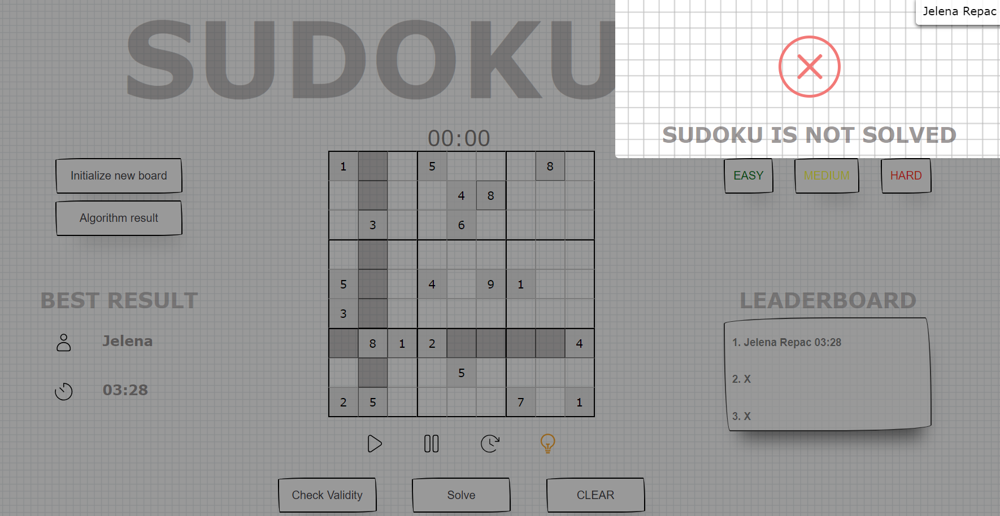 Jelena Repac
SUDOKU
SUDOKU IS NOT SOLVED
00:00
Initialize new board
Algorithm result
EASY MEDIUM HARD
1 5 8
4 8
3 6
5 4 9 1
3
8 1 2 4
5
2 5 7 1
BEST RESULT
Jelena
03:28
LEADERBOARD
1. Jelena Repac 03:28
2. X
3. X
Check Validity Solve CLEAR